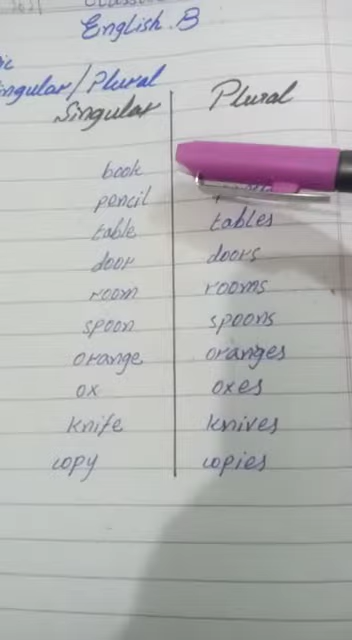 English.B
Singular/Plural
Singular Plural
book
pencil
table tables
door doors
room rooms
spoon spoons
orange oranges
ox oxes
knife knives
copy copies